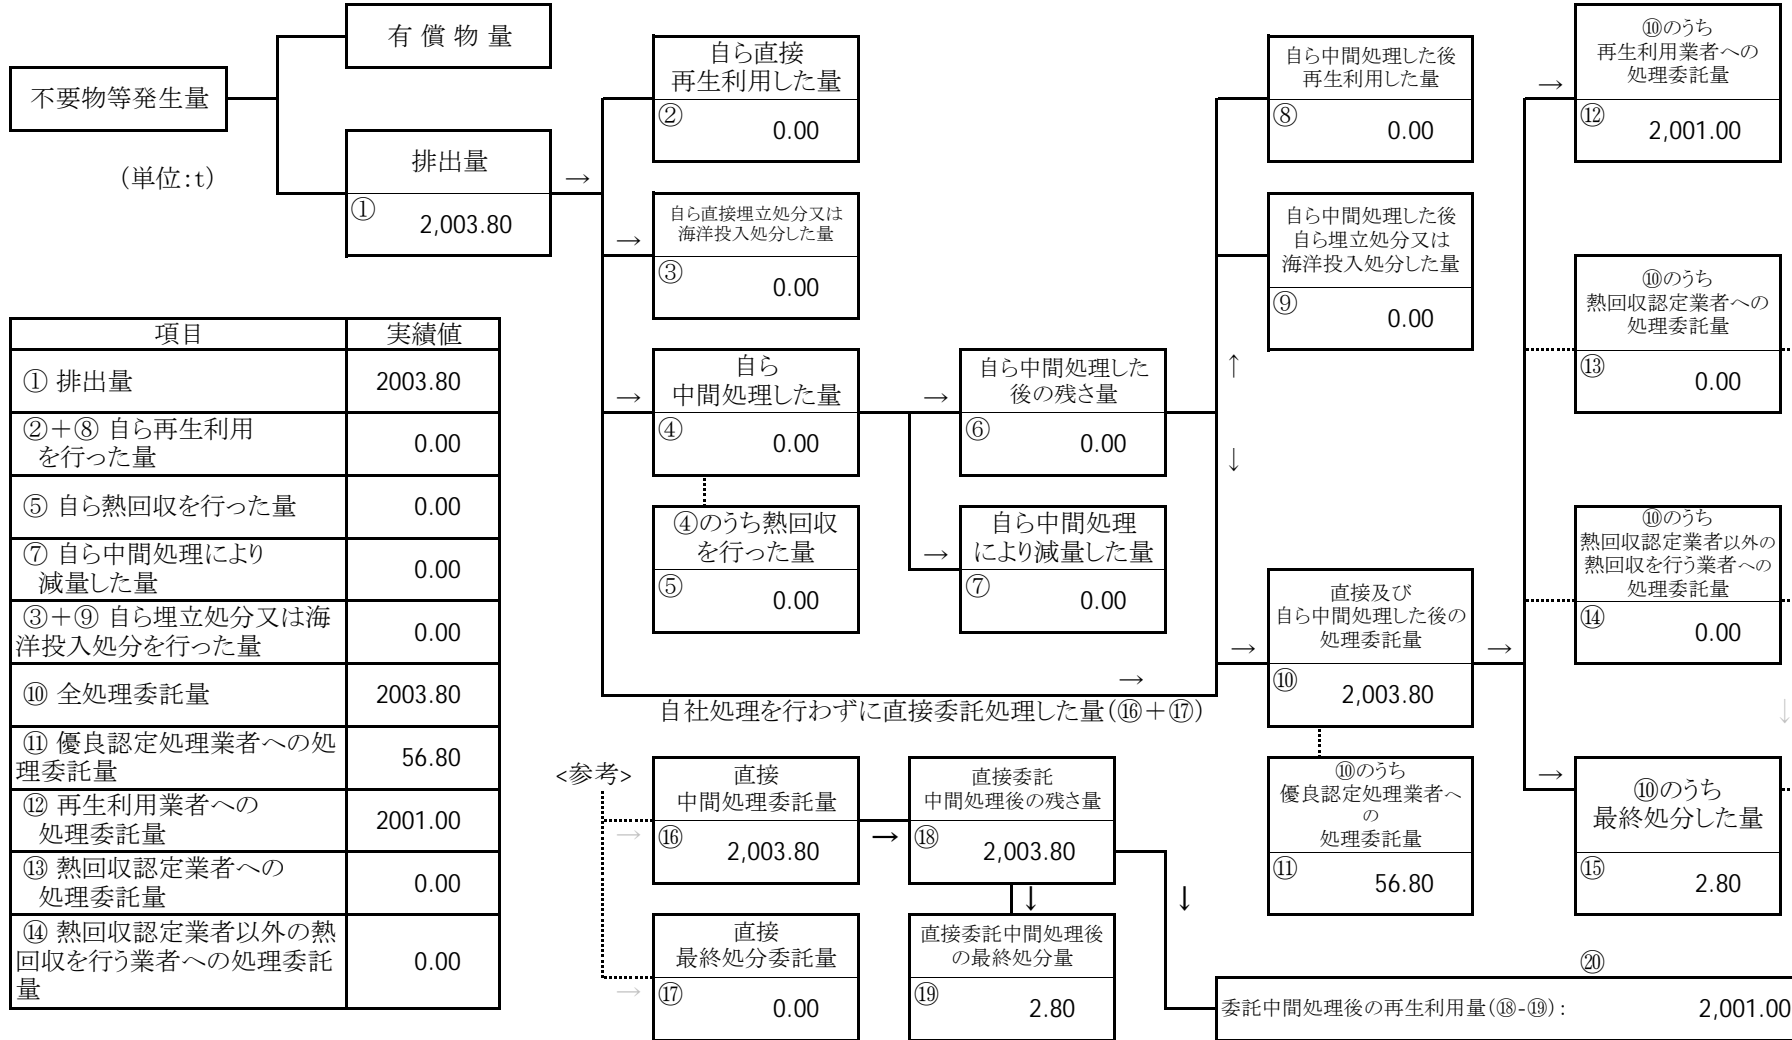 不要物等発生量
(単位:t)
有 償 物 量
排出量
①
2,003.80
→
自ら直接
再生利用した量
②
0.00
→
自ら直接埋立処分又は
海洋投入処分した量
③
0.00
→
自ら
中間処理した量
④
0.00
④のうち熱回収
を行った量
⑤
0.00
→
自ら中間処理した
後の残さ量
⑥
0.00
→
自ら中間処理
により減量した量
⑦
0.00
自ら中間処理した後
再生利用した量
⑧
0.00
自ら中間処理した後
自ら埋立処分又は
海洋投入処分した量
⑨
0.00
↑
↓
→
直接及び
自ら中間処理した後の
処理委託量
⑩
2,003.80
→
⑩のうち
優良認定処理業者へ
の
処理委託量
⑪
56.80
→
⑩のうち
再生利用業者への
処理委託量
⑫
2,001.00
⑩のうち
熱回収認定業者への
処理委託量
⑬
0.00
⑩のうち
熱回収認定業者以外の
熱回収を行う業者への
処理委託量
⑭
0.00
↓
→
⑩のうち
最終処分した量
⑮
2.80
→
自社処理を行わずに直接委託処理した量(⑯+⑰)
項目 実績値
① 排出量 2003.80
②+⑧ 自ら再生利用
を行った量 0.00
⑤ 自ら熱回収を行った量 0.00
⑦ 自ら中間処理により
減量した量 0.00
③+⑨ 自ら埋立処分又は海
洋投入処分を行った量 0.00
⑩ 全処理委託量 2003.80
⑪ 優良認定処理業者への処
理委託量 56.80
⑫ 再生利用業者への
処理委託量 2001.00
⑬ 熱回収認定業者への
処理委託量 0.00
⑭ 熱回収認定業者以外の熱
回収を行う業者への処理委託
量 0.00
<参考>
→
直接
中間処理委託量
⑯
2,003.80
→
直接
最終処分委託量
⑰
0.00
→
直接委託
中間処理後の残さ量
⑱
2,003.80
↓
直接委託中間処理後
の最終処分量
⑲
2.80
↓
⑳
委託中間処理後の再生利用量(⑱-⑲): 2,001.00